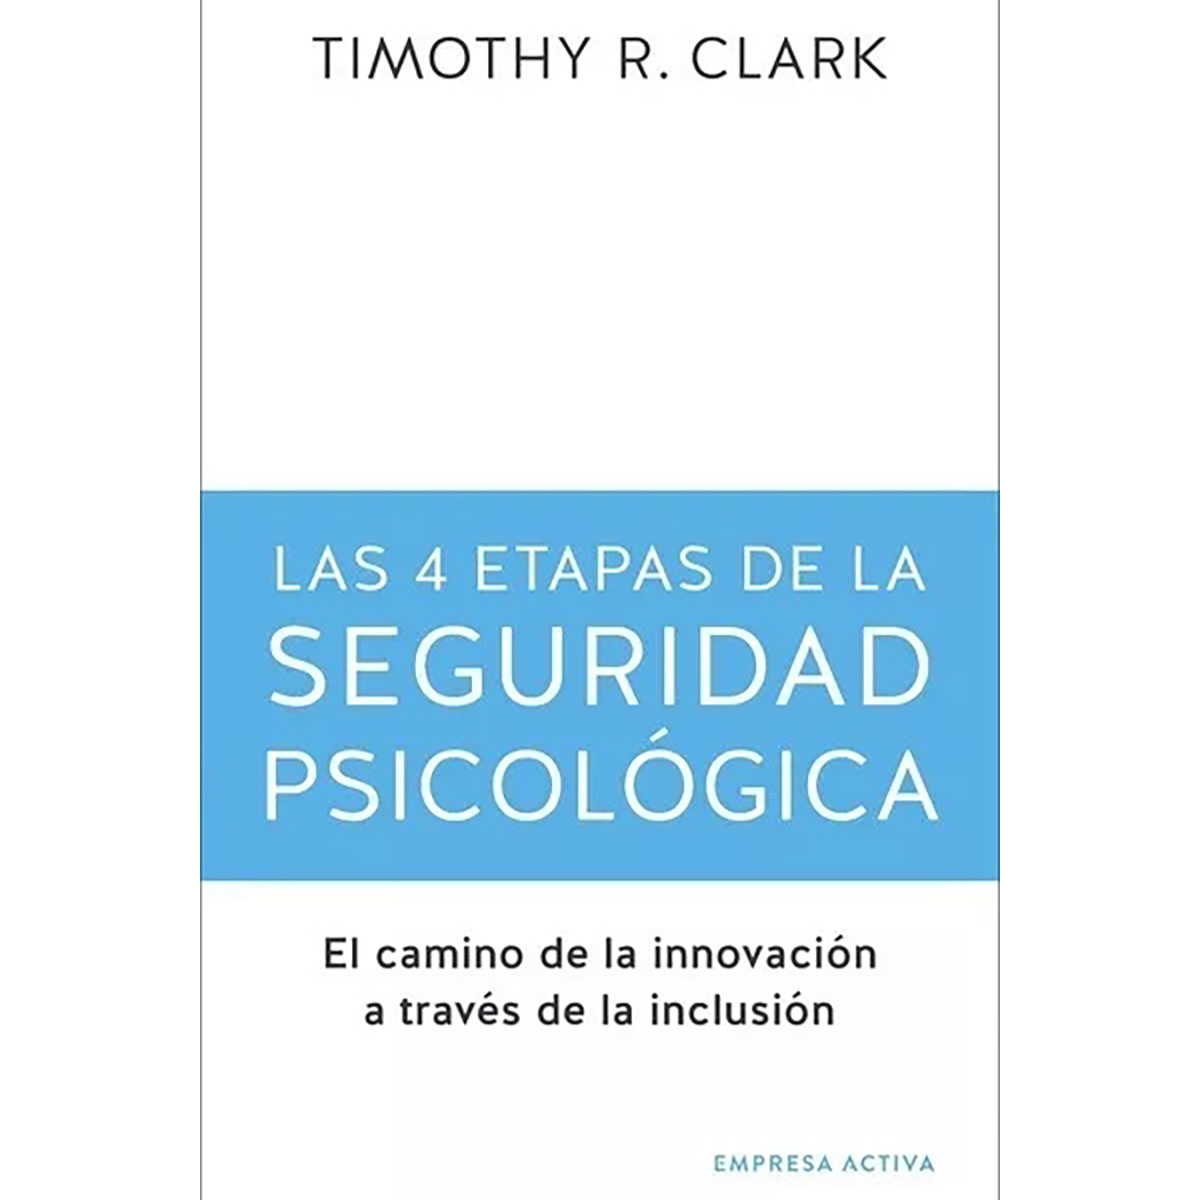 TIMOTHY R. CLARK
LAS 4 ETAPAS DE LA
SEGURIDAD
PSICOLÓGICA
El camino de la innovación
a través de la inclusión
EMPRESA ACTIVA